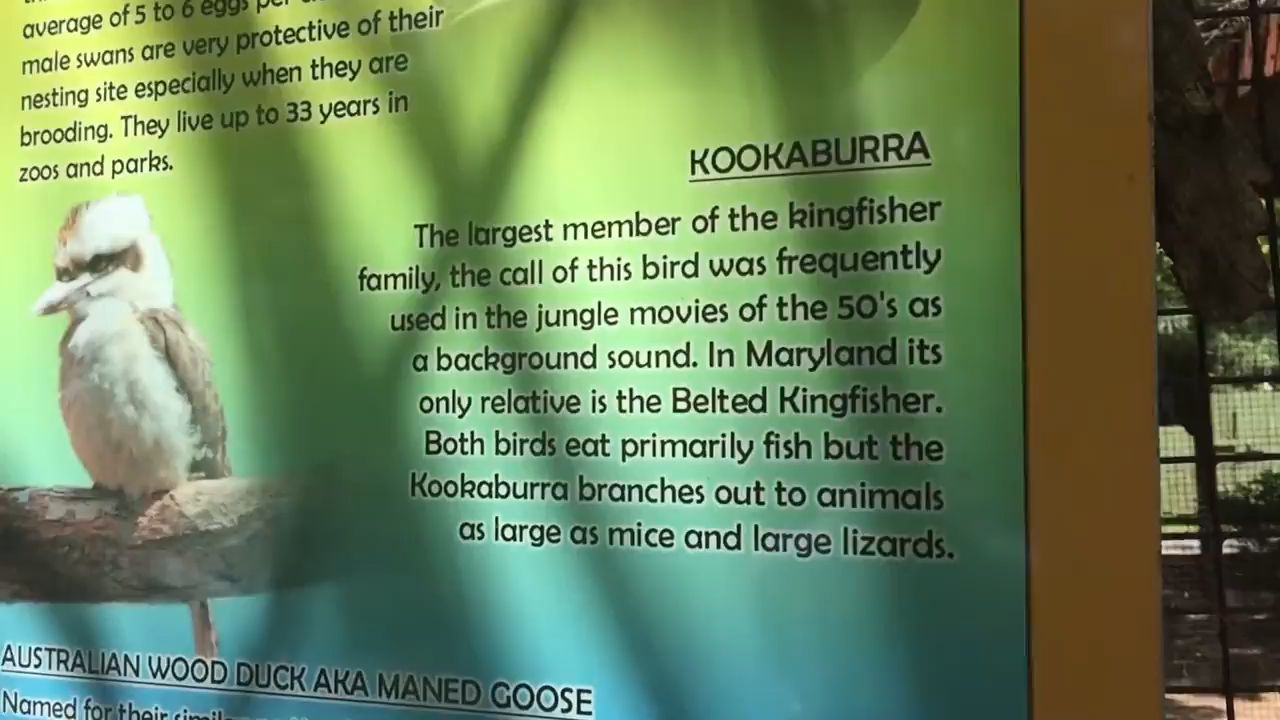 average of 5 to 6 eggs
male swans are very protective of their
nesting site especially when they are
brooding. They live up to 33 years in
zoos and parks.
KOOKABURRA
The largest member of the kingfisher
family, the call of this bird was frequently
used in the jungle movies of the 50's as
a background sound. In Maryland its
only relative is the Belted Kingfisher.
Both birds eat primarily fish but the
Kookaburra branches out to animals
as large as mice and large lizards.
AUSTRALIAN WOOD DUCK AKA MANED GOOSE
Named for their